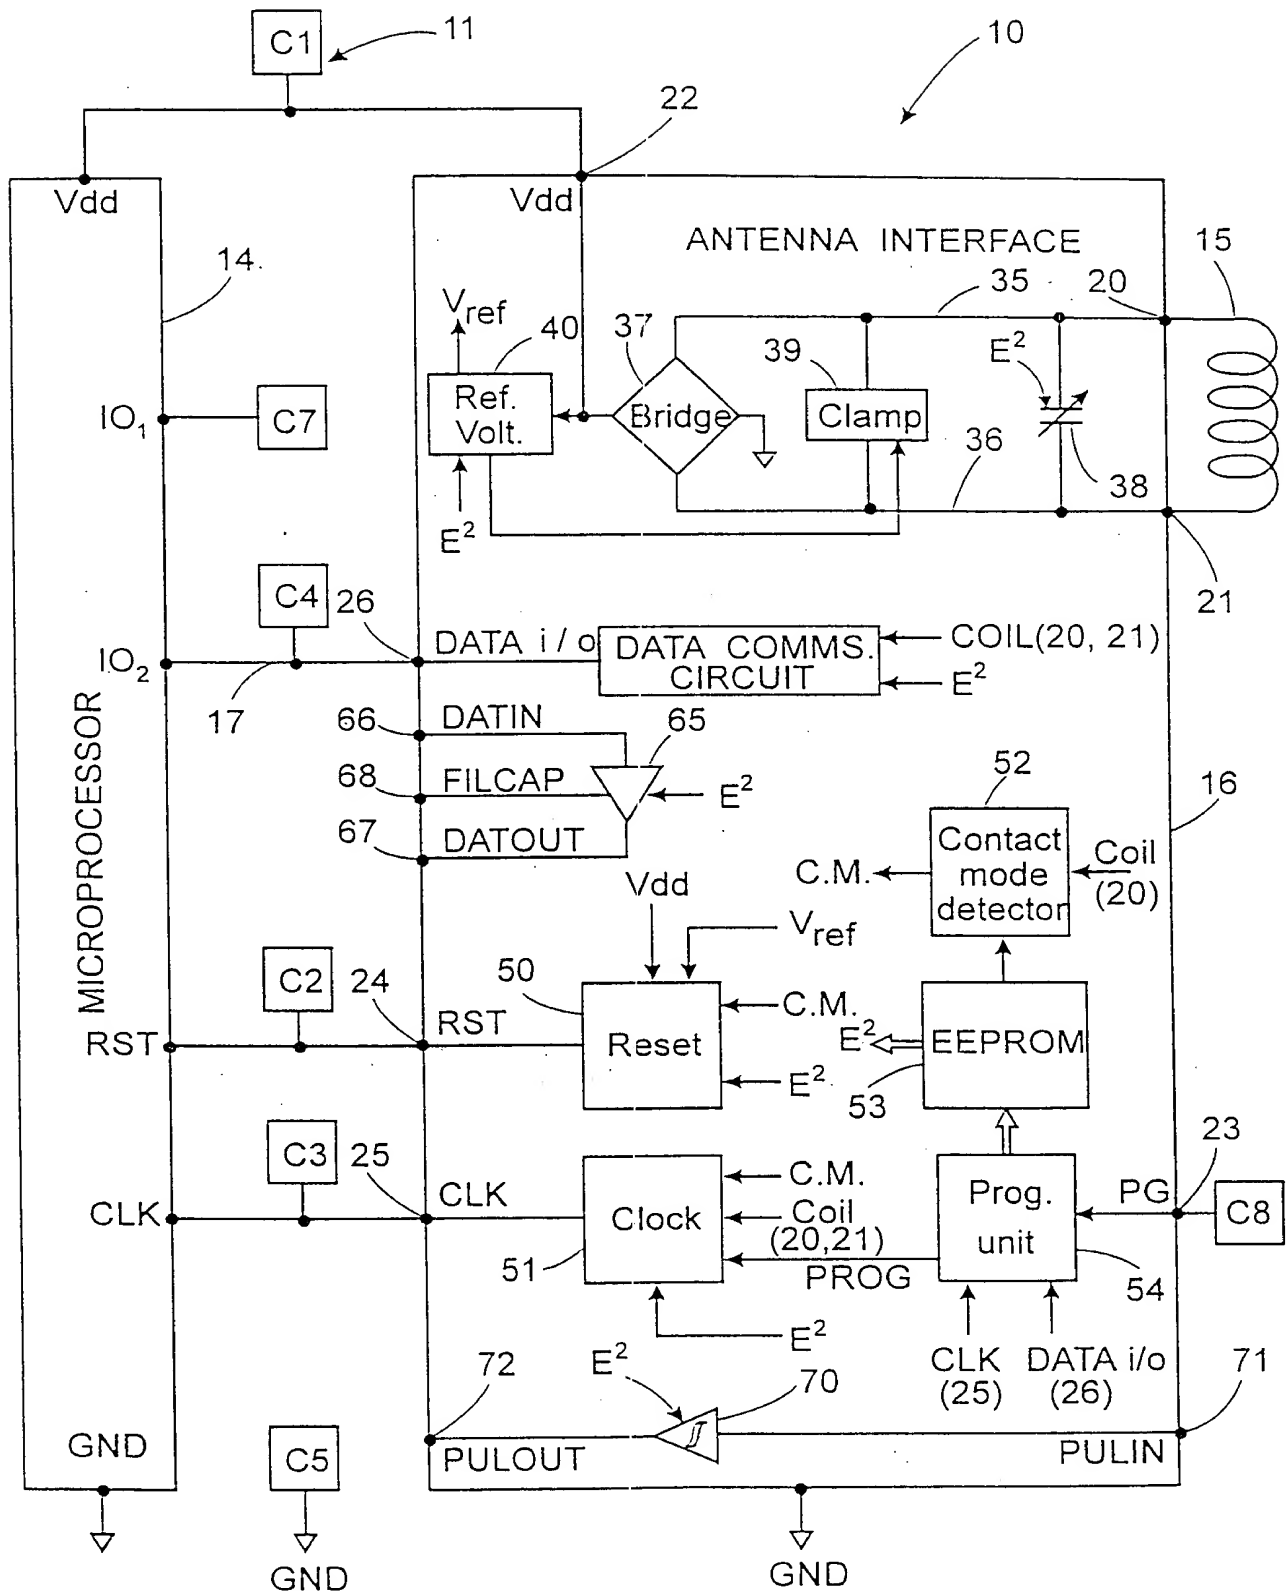 C1
11
10
22
Vdd
Vdd
ANTENNA INTERFACE
14
15
35
20
Vref
40
37
39
E²
Ref.
Volt.
Bridge
Clamp
IO1
C7
36
38
E²
21
C4
26
DATA i / o
DATA COMMS.
CIRCUIT
COIL(20, 21)
E²
IO2
17
66
DATIN
65
68
FILCAP
E²
67
DATOUT
52
16
Contact
mode
detector
C.M.
Coil
(20)
Vdd
Vref
MICROPROCESSOR
C2
24
50
RST
RST
Reset
C.M.
E²
E²
EEPROM
53
C3
25
CLK
CLK
Clock
51
C.M.
Coil
(20,21)
PROG
E²
Prog.
unit
PG
23
C8
54
CLK
(25)
DATA i/o
(26)
71
72
E²
70
GND
C5
PULOUT
PULIN
GND
GND